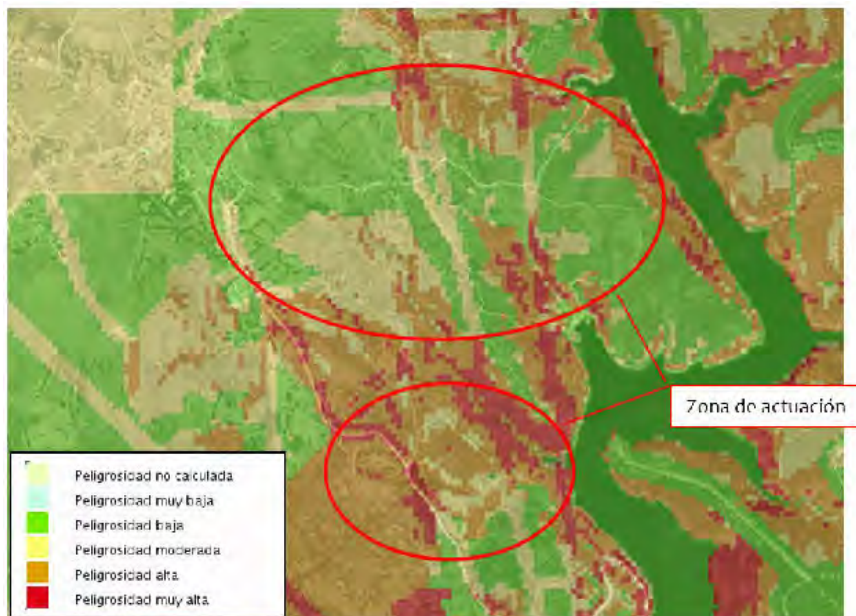 Zona de actuación
Peligrosidad no calculada
Peligrosidad muy baja
Peligrosidad baja
Peligrosidad moderada
Peligrosidad alta
Peligrosidad muy alta